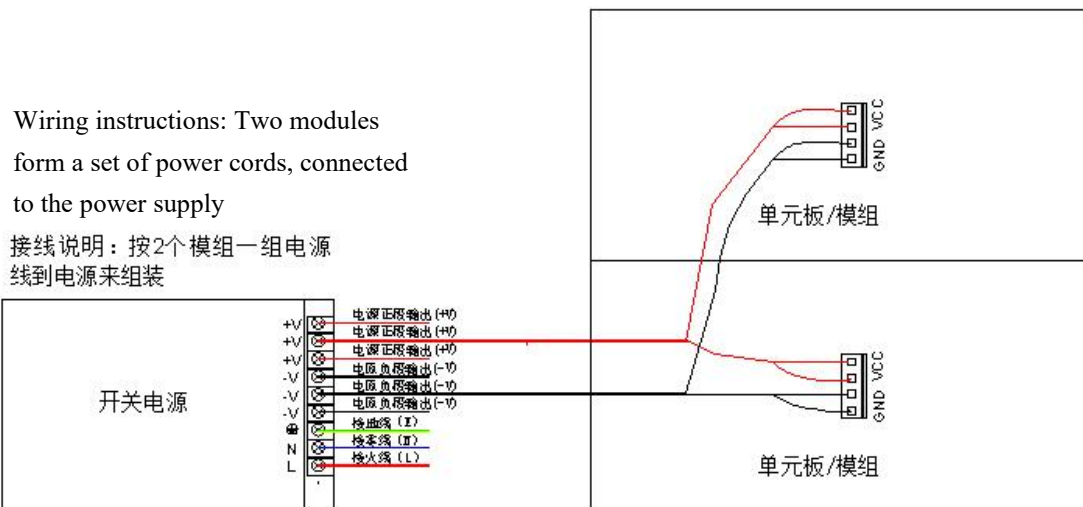 Wiring instructions: Two modules
form a set of power cords, connected
to the power supply
接线说明：按2个模组一组电源
线到电源来组装
VCC
GND
单元板/模组
VCC
GND
单元板/模组
开关电源
+V 电源正极输出(+V)
+V 电源正极输出(+V)
+V 电源正极输出(+V)
-V 电原负极输出(-V)
-V 电原负极输出(-V)
-V 电原负极输出(-V)
接地线
N 接零线
L 接火线 (L)